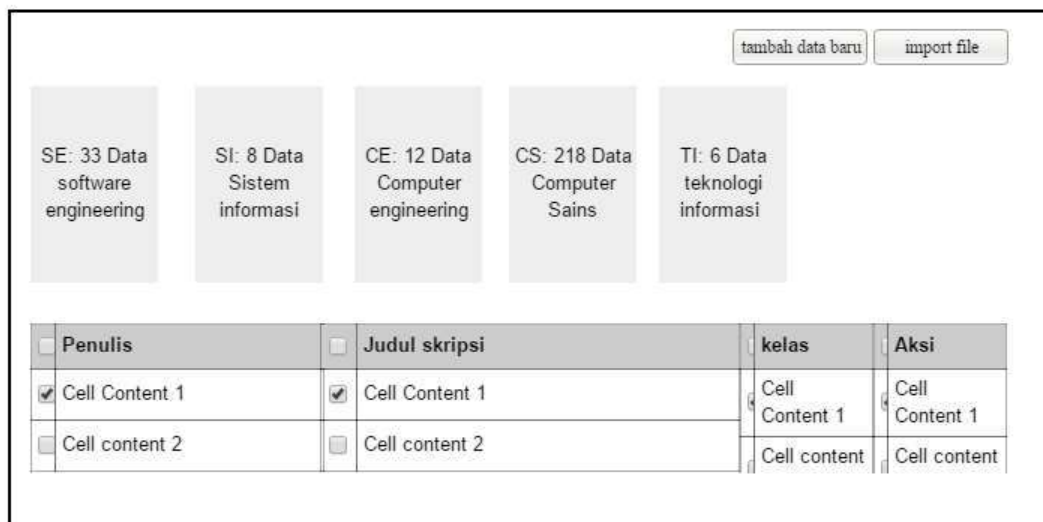 tambah data baru import file
SE: 33 Data
software
engineering
SI: 8 Data
Sistem
informasi
CE: 12 Data
Computer
engineering
CS: 218 Data
Computer
Sains
TI: 6 Data
teknologi
informasi
Penulis Judul skripsi kelas Aksi
Cell Content 1 Cell Content 1
Cell
Content 1
Cell
Content 1
Cell content 2 Cell content 2
Cell content Cell content